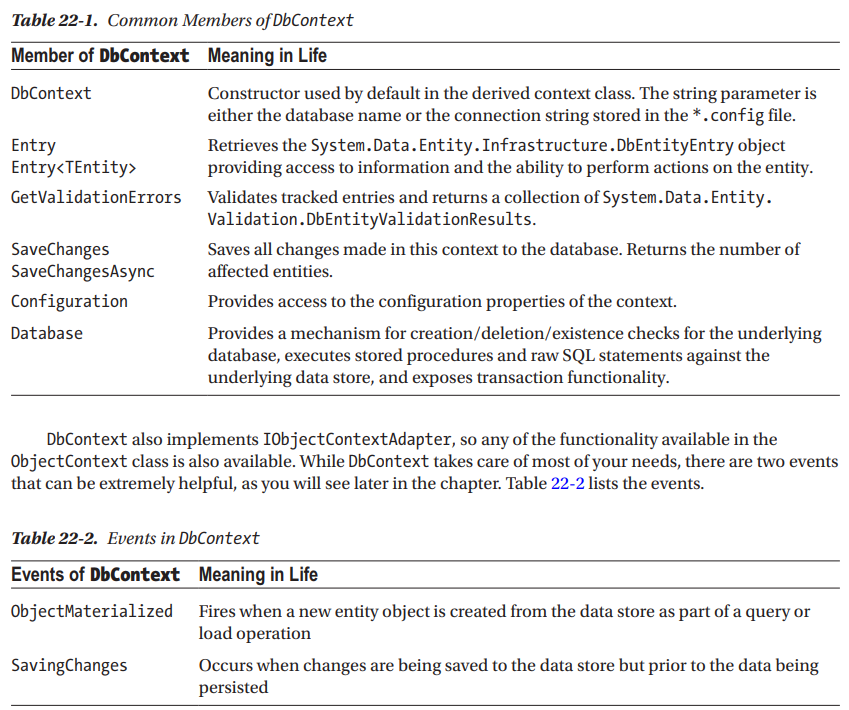 Table 22-1. Common Members of DbContext
Member of DbContext Meaning in Life
DbContext Constructor used by default in the derived context class. The string parameter is
either the database name or the connection string stored in the *.config file.
Entry Retrieves the System.Data.Entity.Infrastructure.DbEntityEntry object
Entry<TEntity> providing access to information and the ability to perform actions on the entity.
GetValidationErrors Validates tracked entries and returns a collection of System.Data.Entity.
Validation.DbEntityValidationResults.
SaveChanges Saves all changes made in this context to the database. Returns the number of
SaveChangesAsync affected entities.
Configuration Provides access to the configuration properties of the context.
Database Provides a mechanism for creation/deletion/existence checks for the underlying
database, executes stored procedures and raw SQL statements against the
underlying data store, and exposes transaction functionality.
DbContext also implements IObjectContextAdapter, so any of the functionality available in the
ObjectContext class is also available. While DbContext takes care of most of your needs, there are two events
that can be extremely helpful, as you will see later in the chapter. Table 22-2 lists the events.
Table 22-2. Events in DbContext
Events of DbContext Meaning in Life
ObjectMaterialized Fires when a new entity object is created from the data store as part of a query or
load operation
SavingChanges Occurs when changes are being saved to the data store but prior to the data being
persisted